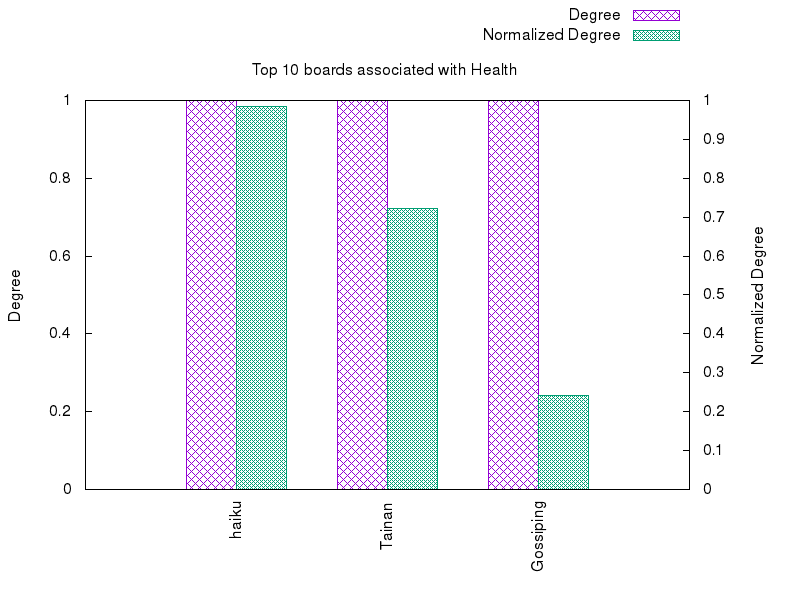 Degree
Normalized Degree
Top 10 boards associated with Health
1
0.8
0.6
0.4
0.2
0
Degree
1
0.9
0.8
0.7
0.6
0.5
0.4
0.3
0.2
0.1
0
Normalized Degree
haiku
Tainan
Gossiping